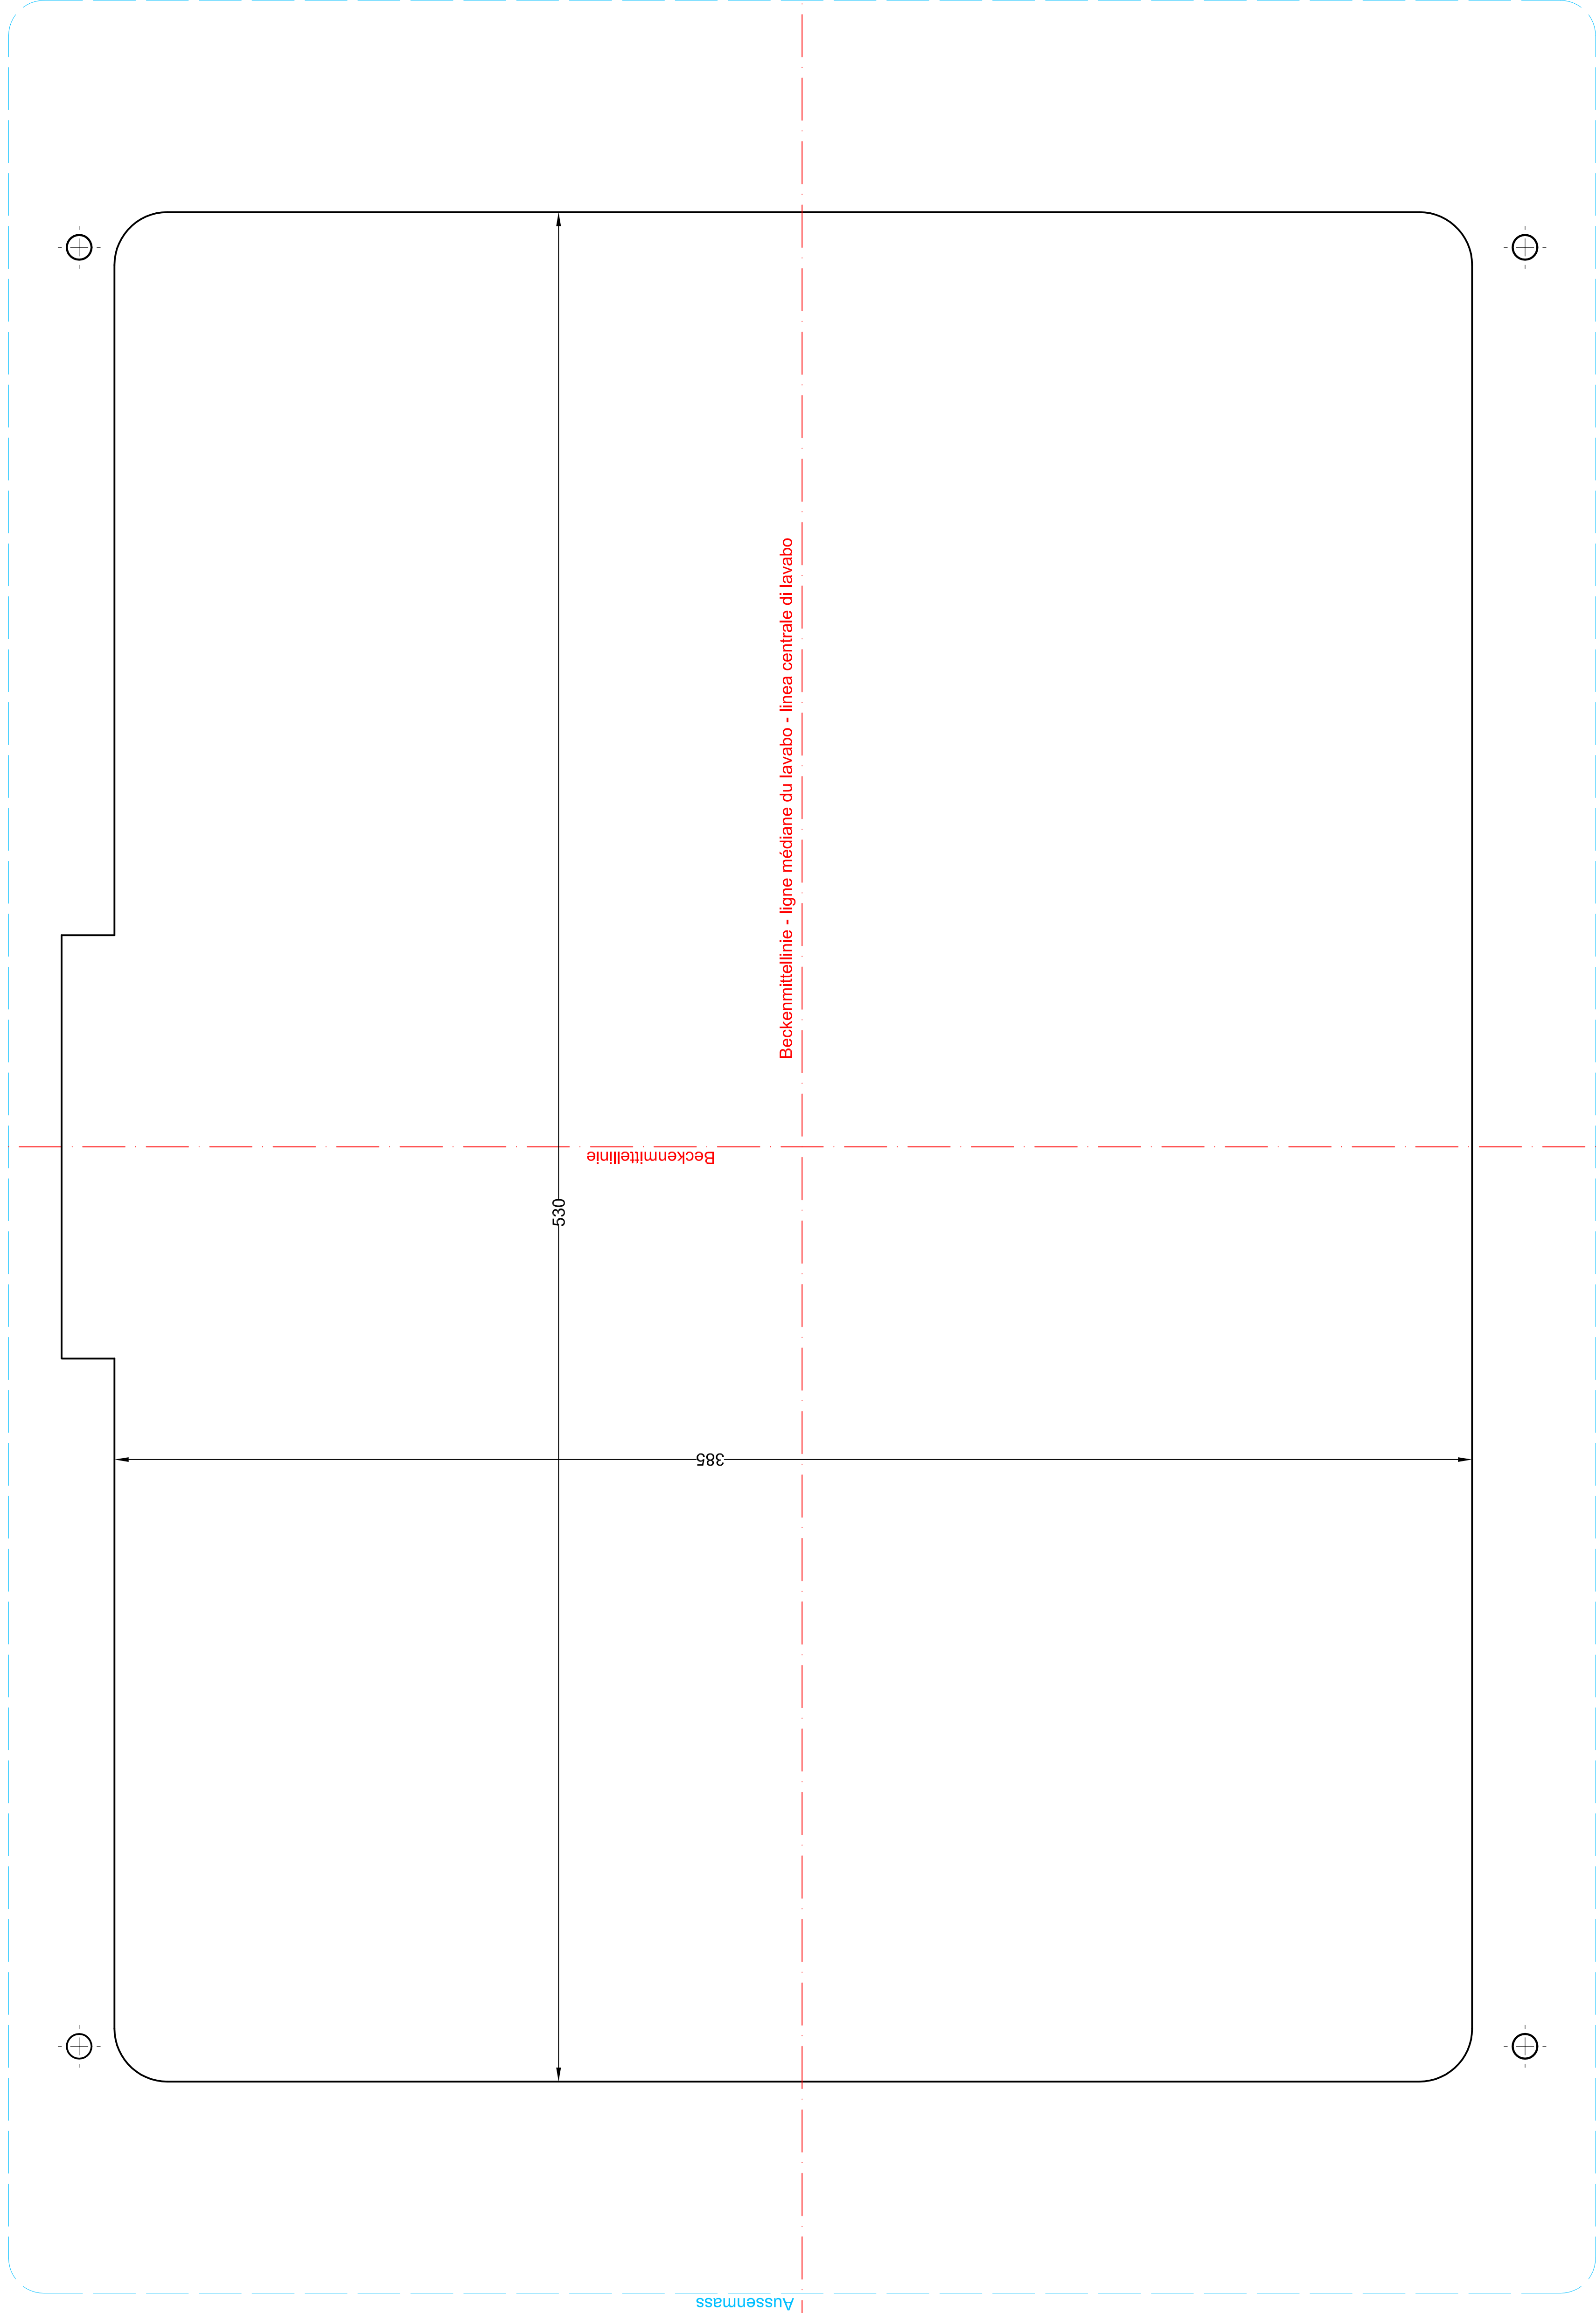 Beckenmittellinie - ligne médiane du lavabo - linea centrale di lavabo
Beckenmittellinie
530
385
Aussenmass